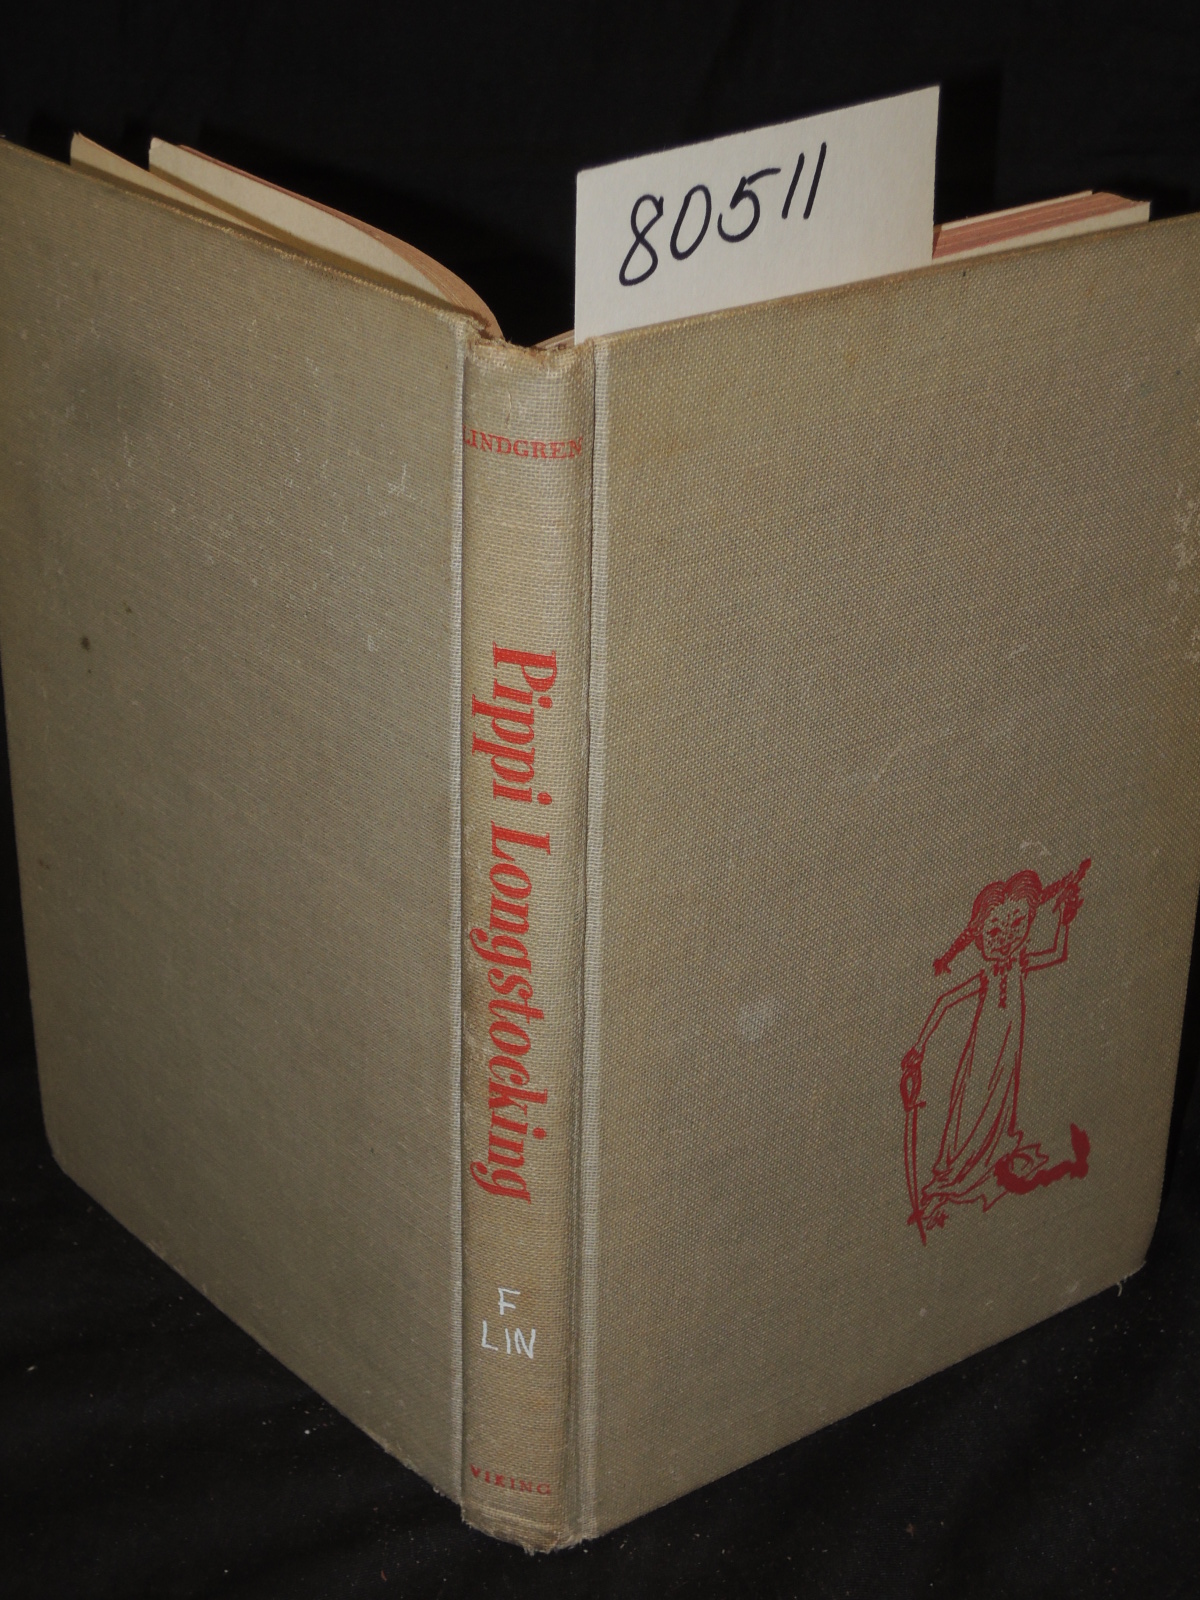 80511
LINDGREN
Pippi Longstocking
F
LIN
VIKING